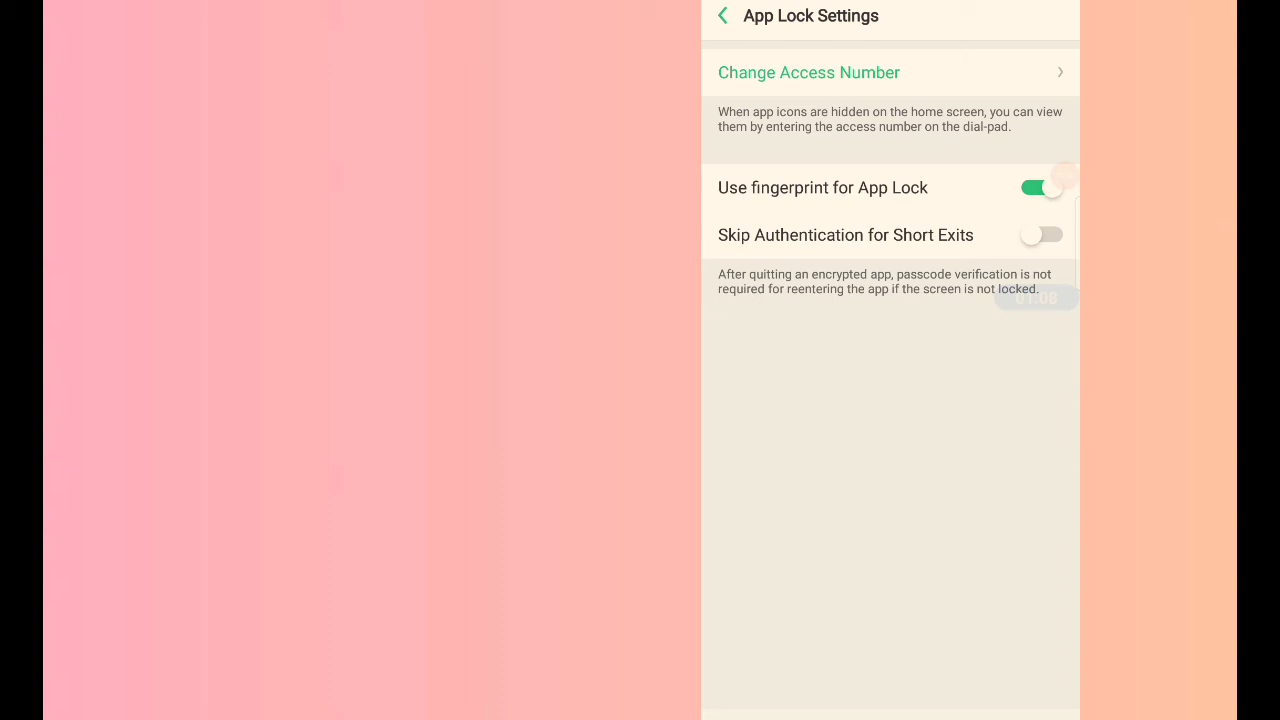 App Lock Settings
Change Access Number
When app icons are hidden on the home screen, you can view
them by entering the access number on the dial-pad.
Use fingerprint for App Lock
Skip Authentication for Short Exits
After quitting an encrypted app, passcode verification is not
required for reentering the app if the screen is not locked.
01:08